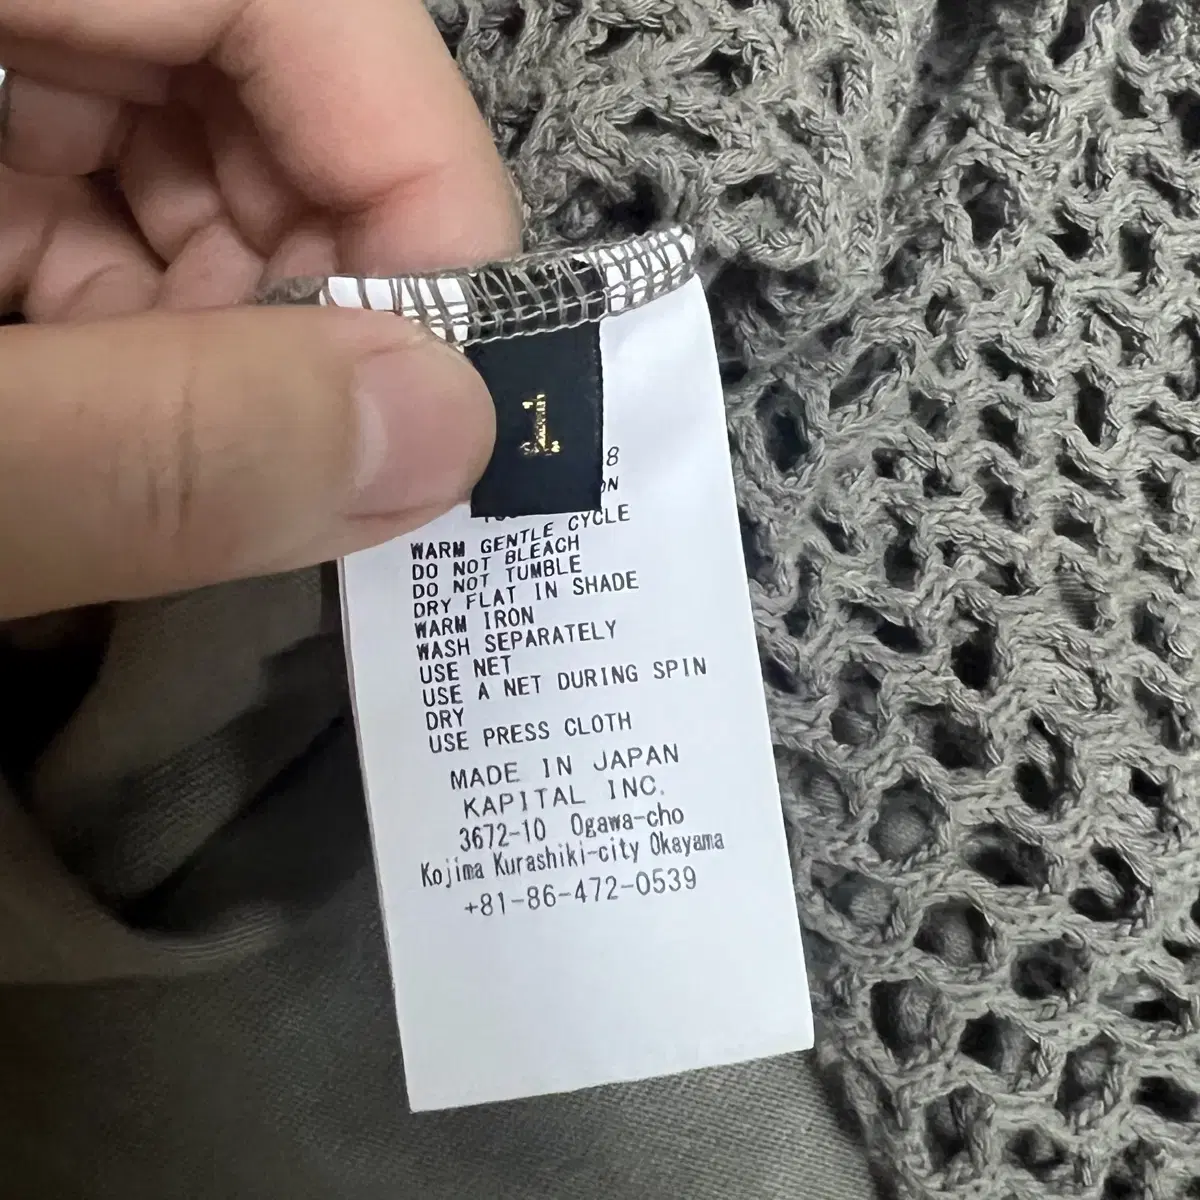 1
8
WARM GENTLE CYCLE
DO NOT BLEACH
DO NOT TUMBLE
DRY FLAT IN SHADE
WARM IRON
WASH SEPARATELY
USE NET
USE A NET DURING SPIN
DRY
USE PRESS CLOTH
MADE IN JAPAN
KAPITAL INC.
3672-10 Ogawa-cho
Kojima Kurashiki-city Okayama
+81-86-472-0539